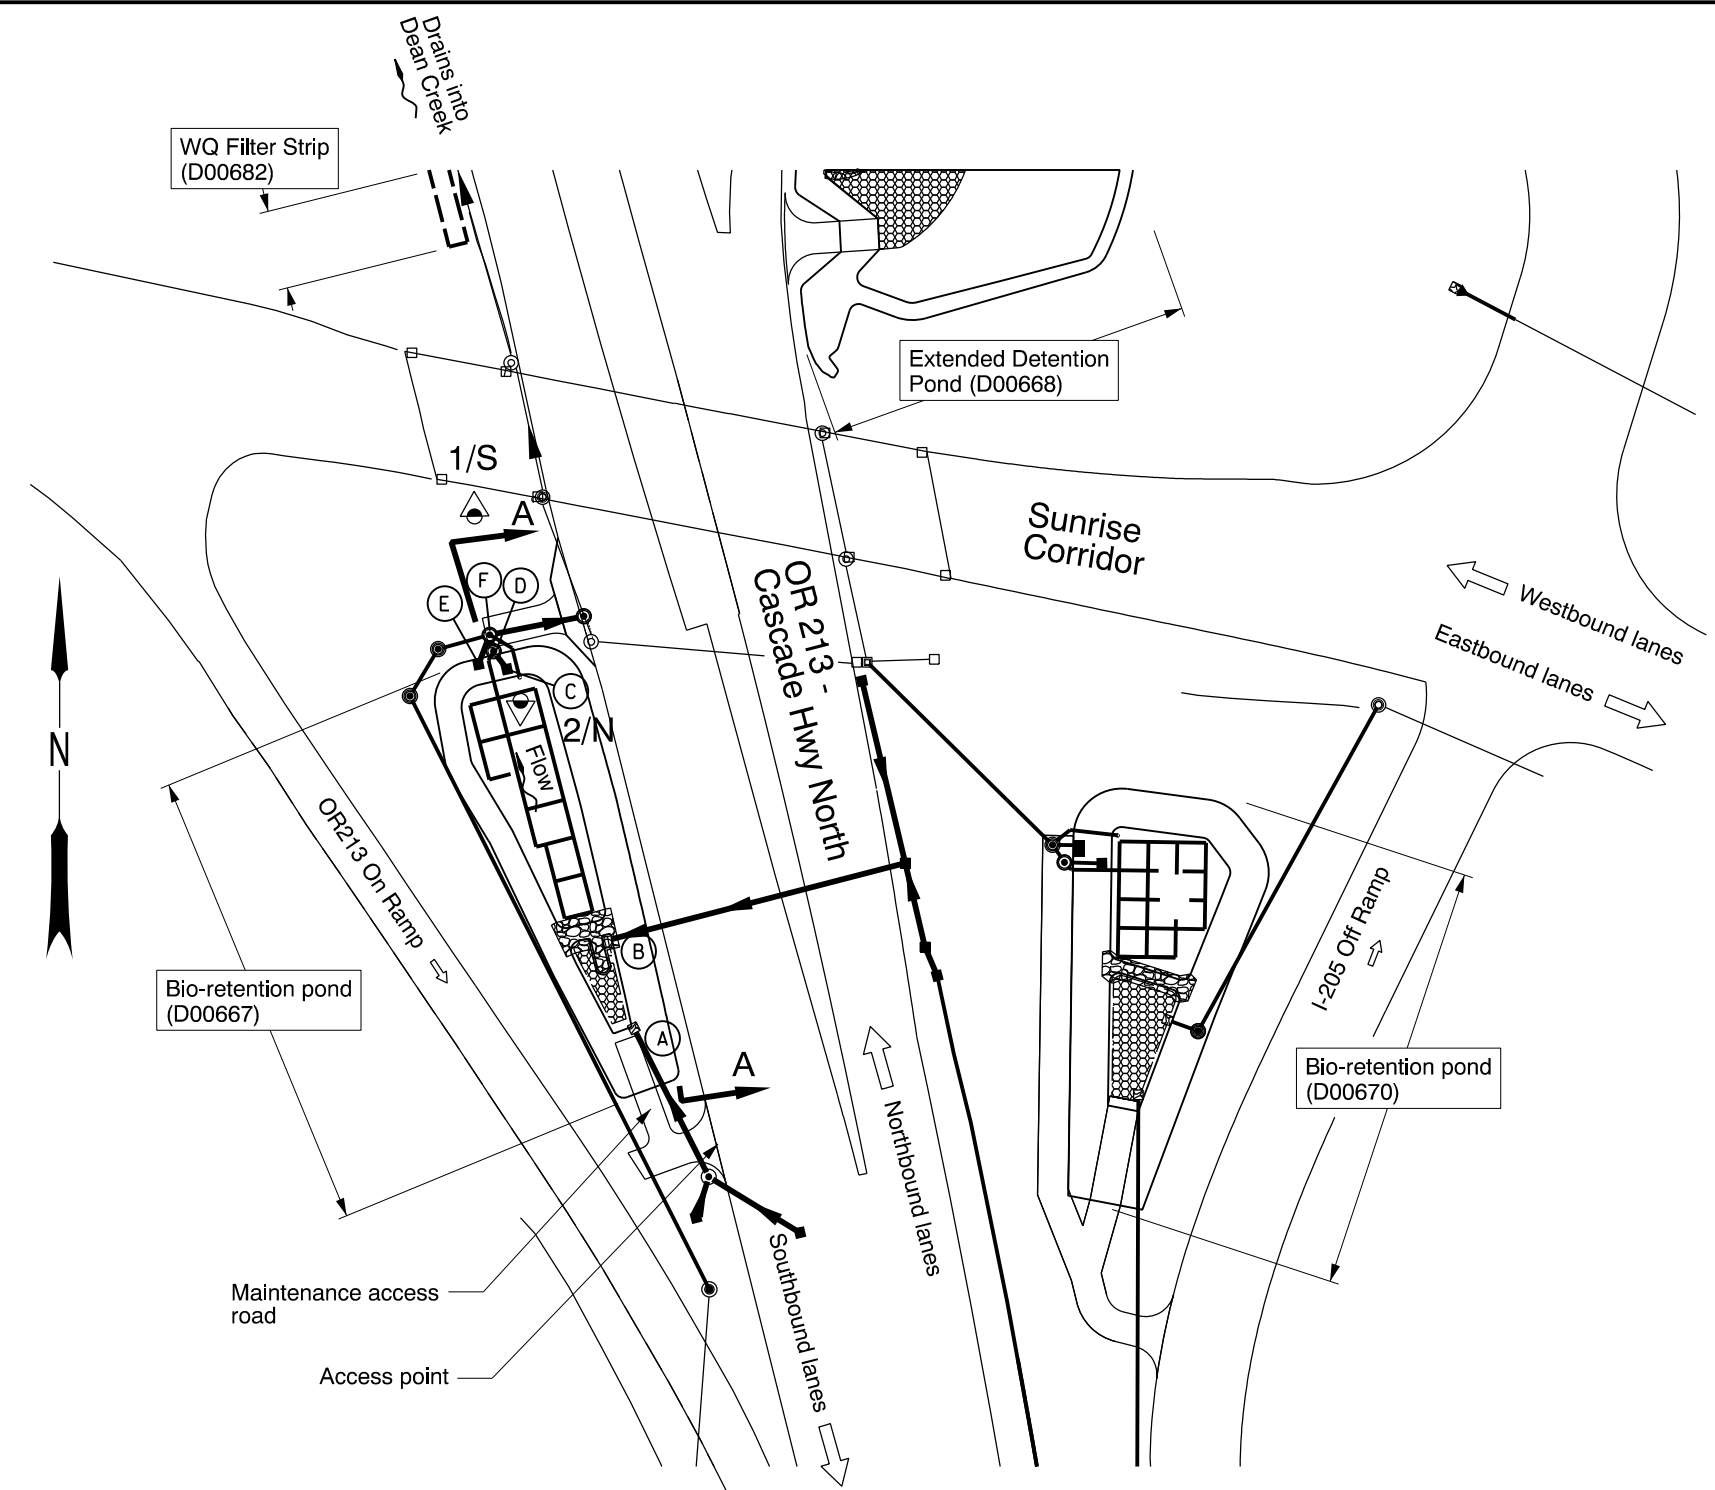 Drains into
Dean Creek
WQ Filter Strip
(D00682)
Extended Detention
Pond (D00668)
1/S
A
Sunrise
Corridor
F
D
E
C
2/N
Flow
OR 213 -
Cascade Hwy North
Westbound lanes
Eastbound lanes
N
OR213 On Ramp
B
A
A
Bio-retention pond
(D00667)
I-205 Off Ramp
Bio-retention pond
(D00670)
Northbound lanes
Southbound lanes
Maintenance access
road
Access point